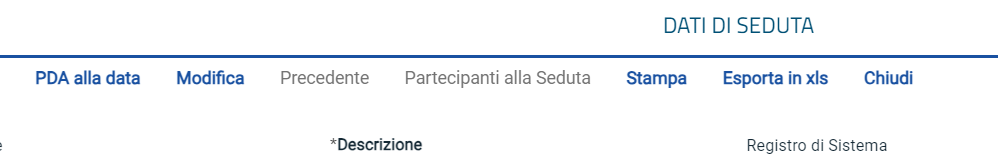 DATI DI SEDUTA
PDA alla data Modifica Precedente Partecipanti alla Seduta Stampa Esporta in xls Chiudi
*Descrizione Registro di Sistema